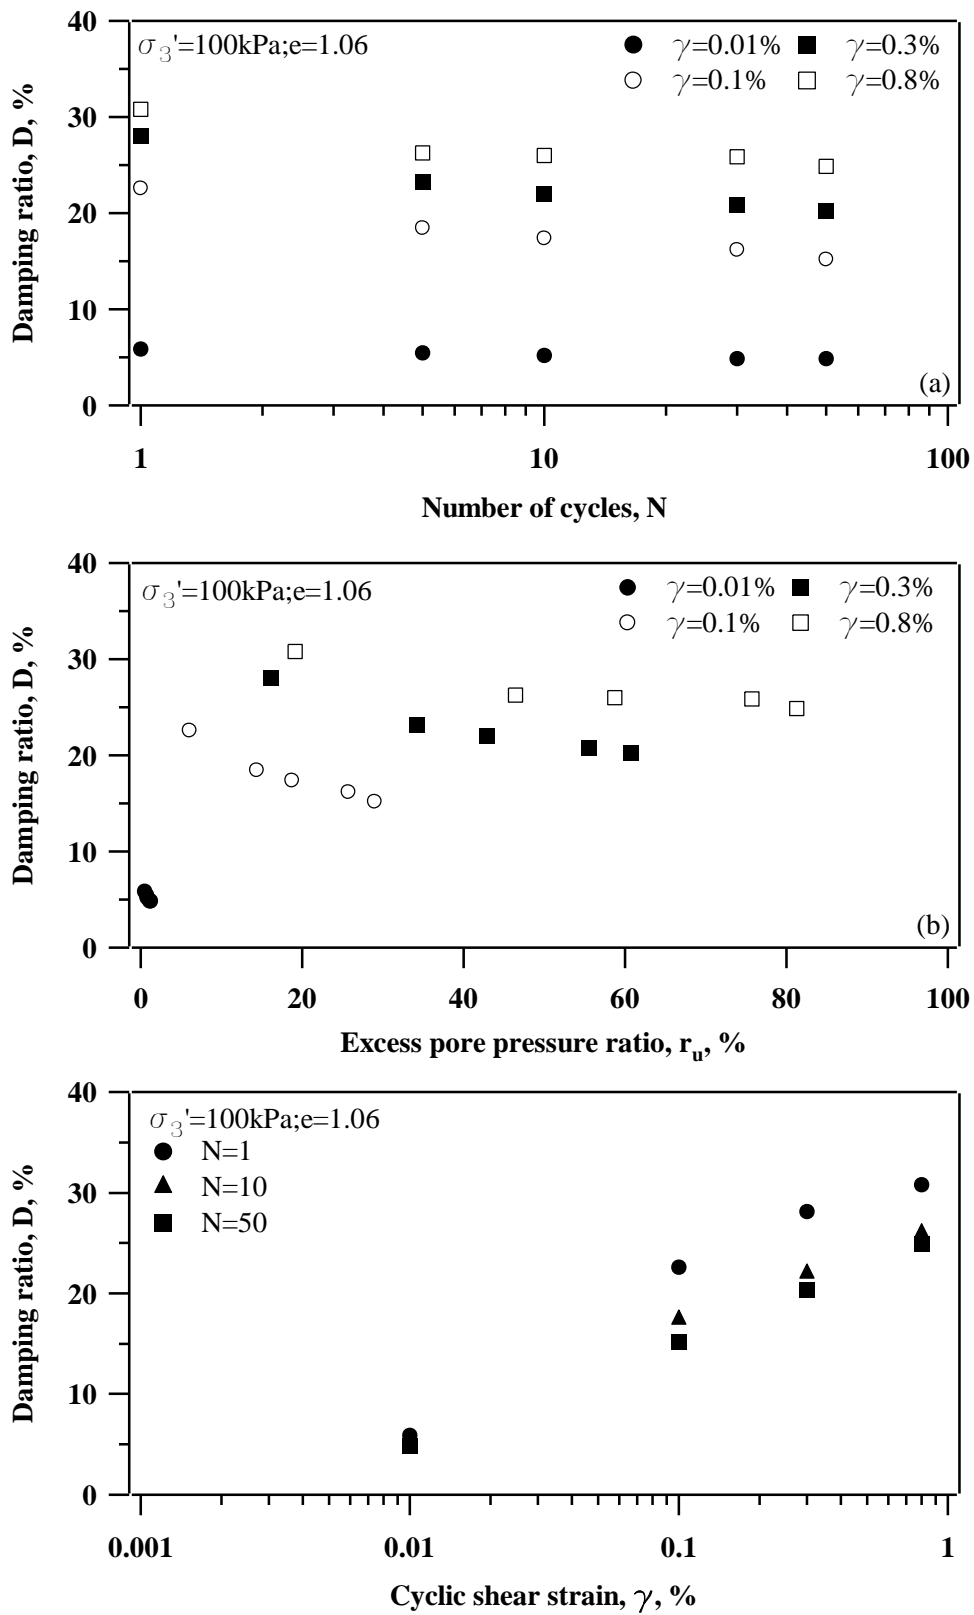 40
30
20
10
0
Damping ratio, D, %
σ3'=100kPa;e=1.06
γ=0.01%
γ=0.3%
γ=0.1%
γ=0.8%
(a)
1
10
100
Number of cycles, N
40
30
20
10
0
Damping ratio, D, %
σ3'=100kPa;e=1.06
γ=0.01%
γ=0.3%
γ=0.1%
γ=0.8%
(b)
0
20
40
60
80
100
Excess pore pressure ratio, ru, %
40
30
20
10
0
Damping ratio, D, %
σ3'=100kPa;e=1.06
N=1
N=10
N=50
0.001
0.01
0.1
1
Cyclic shear strain, γ, %